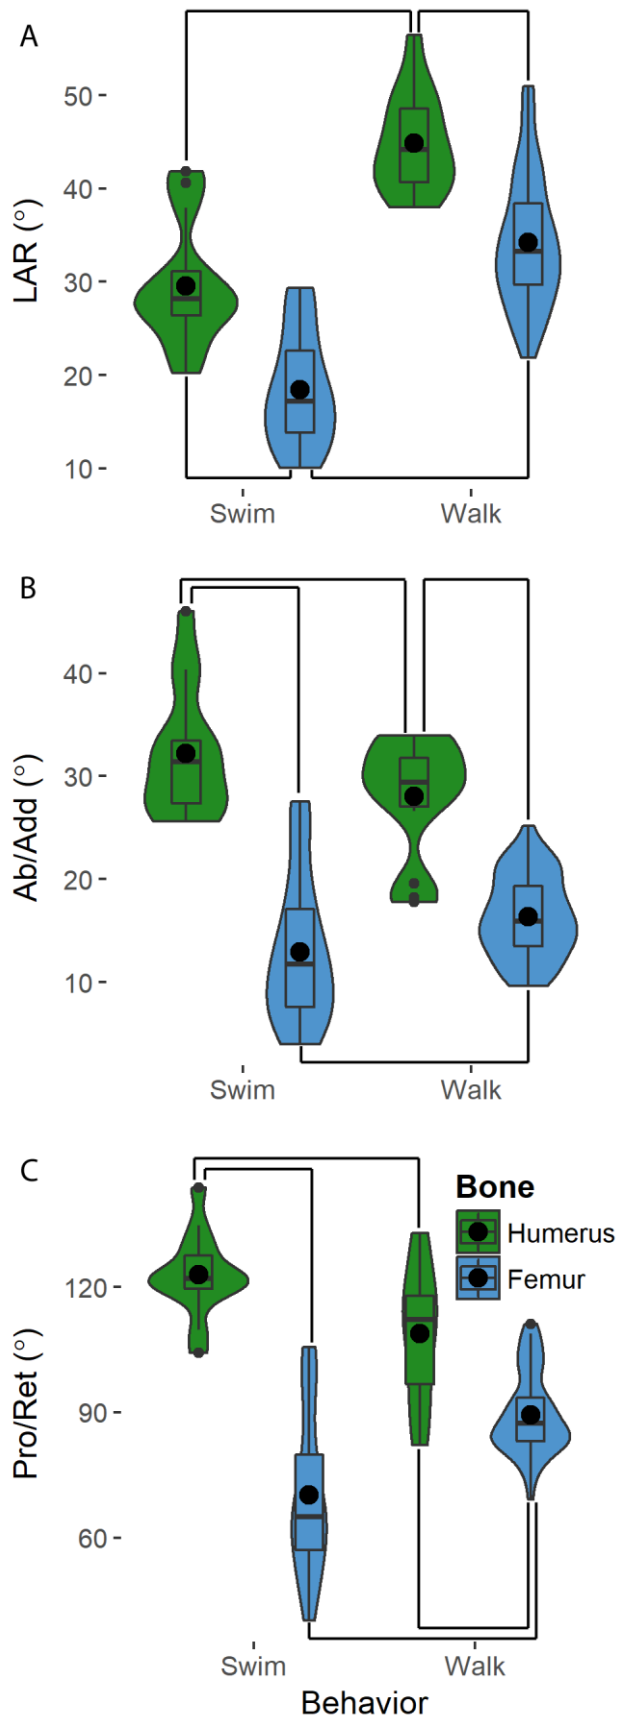 A
LAR (°)
50
40
30
20
10
Swim
Walk
B
Ab/Add (°)
40
30
20
10
Swim
Walk
C
Pro/Ret (°)
120
90
60
Bone
Humerus
Femur
Swim
Walk
Behavior